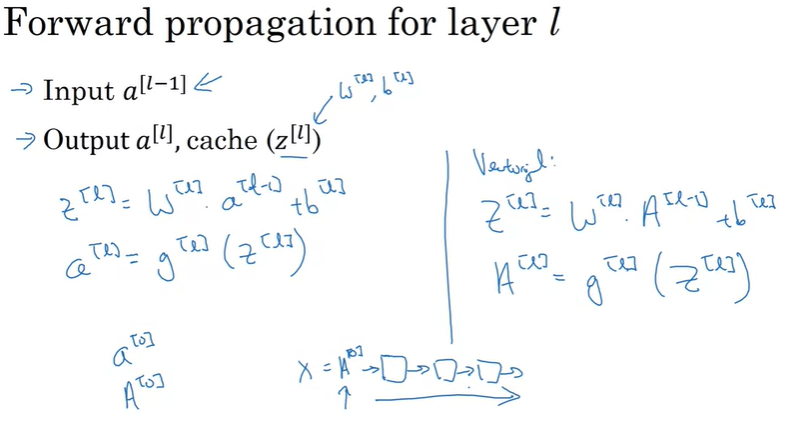 Forward propagation for layer l
→ Input a^[l−1] ←
W^[l], b^[l]
→ Output a^[l], cache (z^[l])
z^[l] = W^[l] · a^[l-1] + b^[l]
a^[l] = g^[l] (z^[l])
Vectorized:
Z^[l] = W^[l] · A^[l-1] + b^[l]
A^[l] = g^[l] (Z^[l])
a^[0]
A^[0]
X = A^[0] → □ → □ → □ →